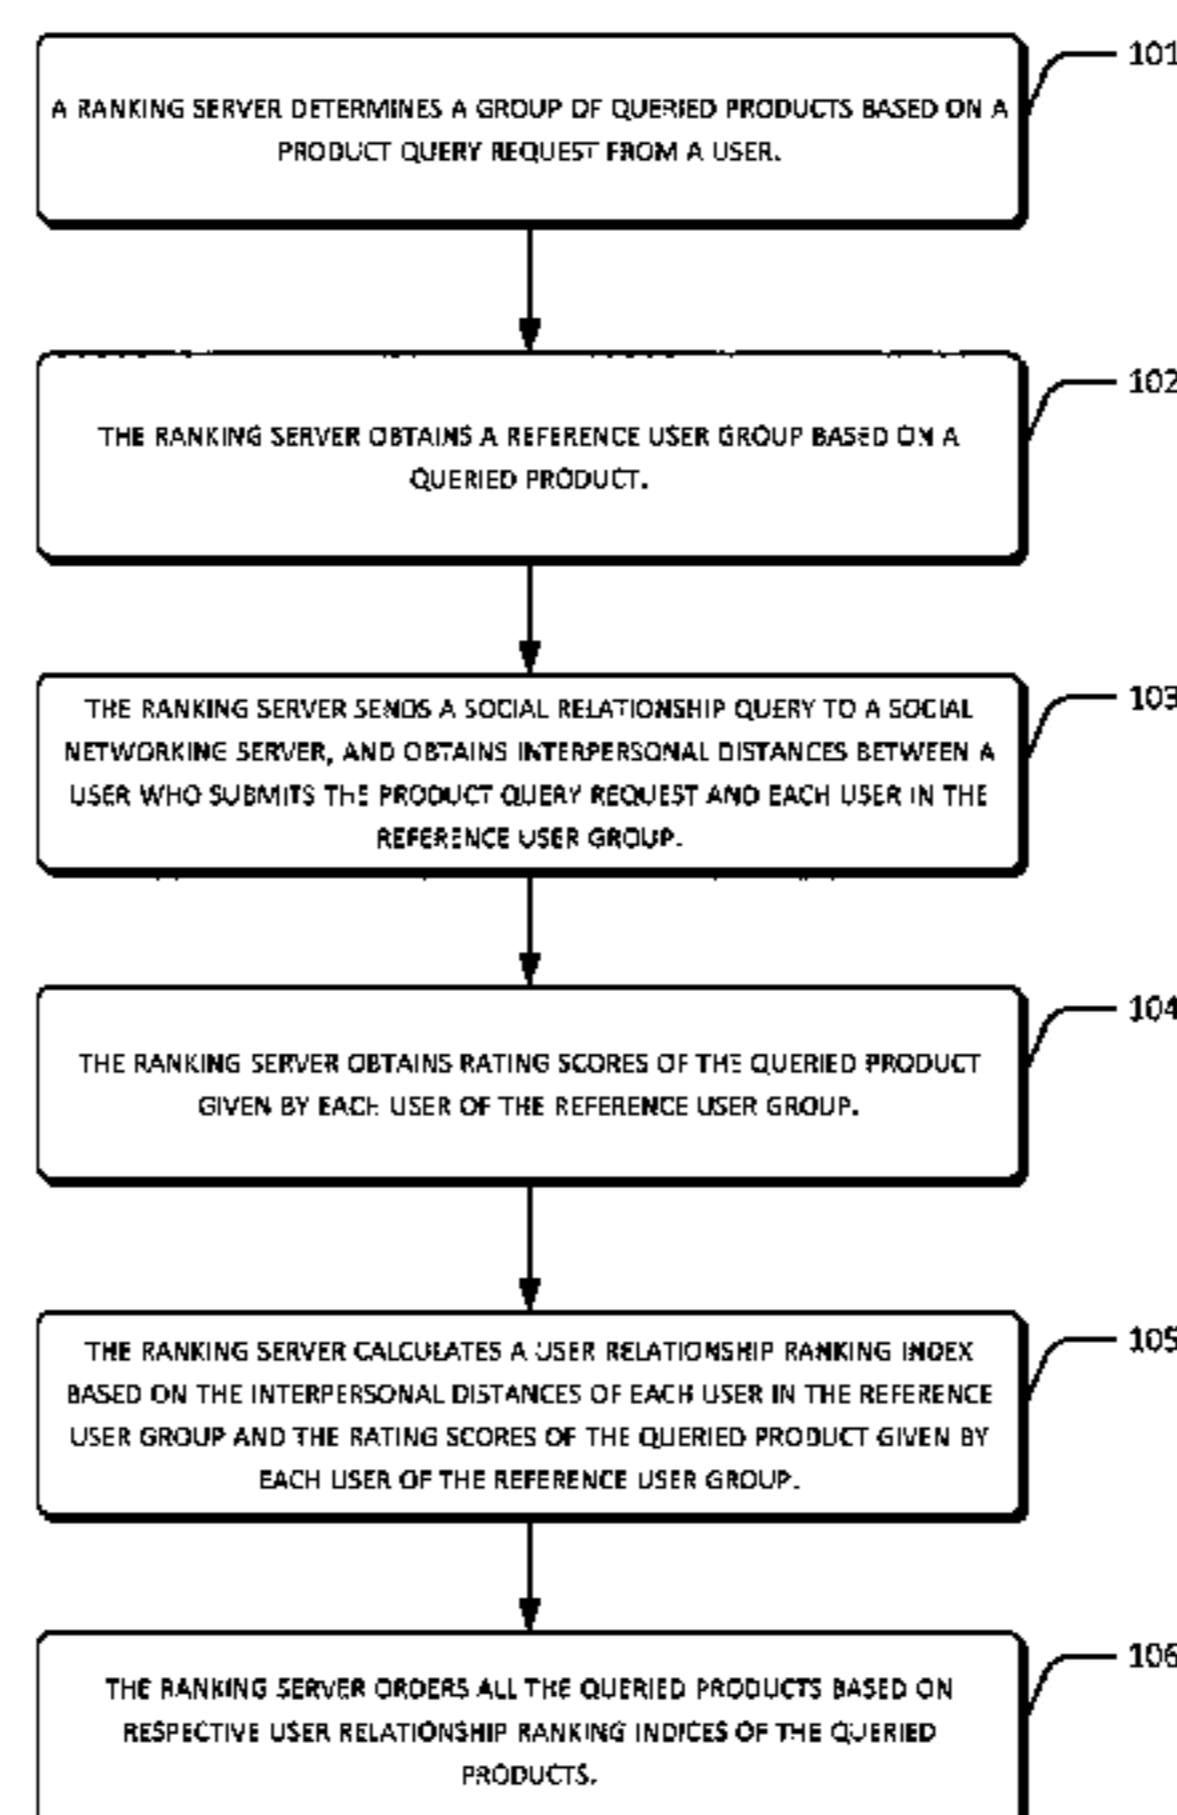 101
A RANKING SERVER DETERMINES A GROUP OF QUERIED PRODUCTS BASED ON A
PRODUCT QUERY REQUEST FROM A USER.
102
THE RANKING SERVER OBTAINS A REFERENCE USER GROUP BASED ON A
QUERIED PRODUCT.
103
THE RANKING SERVER SENDS A SOCIAL RELATIONSHIP QUERY TO A SOCIAL
NETWORKING SERVER, AND OBTAINS INTERPERSONAL DISTANCES BETWEEN A
USER WHO SUBMITS THE PRODUCT QUERY REQUEST AND EACH USER IN THE
REFERENCE USER GROUP.
104
THE RANKING SERVER OBTAINS RATING SCORES OF THE QUERIED PRODUCT
GIVEN BY EACH USER OF THE REFERENCE USER GROUP.
105
THE RANKING SERVER CALCULATES A USER RELATIONSHIP RANKING INDEX
BASED ON THE INTERPERSONAL DISTANCES OF EACH USER IN THE REFERENCE
USER GROUP AND THE RATING SCORES OF THE QUERIED PRODUCT GIVEN BY
EACH USER OF THE REFERENCE USER GROUP.
106
THE RANKING SERVER ORDERS ALL THE QUERIED PRODUCTS BASED ON
RESPECTIVE USER RELATIONSHIP RANKING INDICES OF THE QUERIED
PRODUCTS.